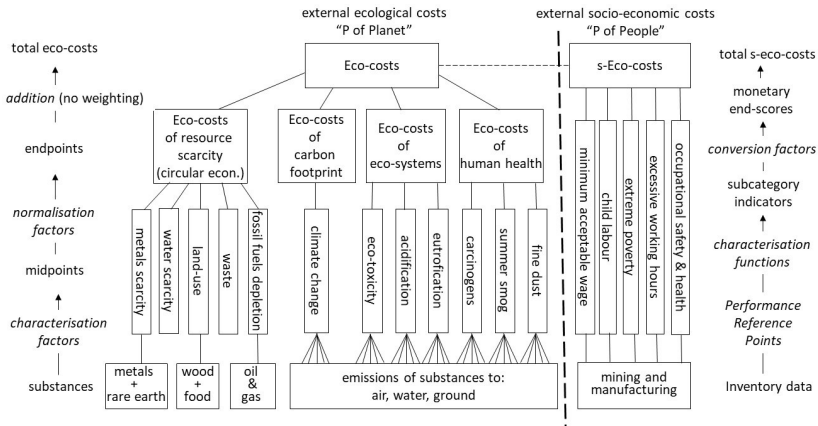 external ecological costs
“P of Planet”
external socio-economic costs
“P of People”
total eco-costs
addition (no weighting)
endpoints
normalisation
factors
midpoints
characterisation
factors
substances
Eco-costs
s-Eco-costs
Eco-costs
of resource
scarcity
(circular econ.)
Eco-costs
of
carbon
footprint
Eco-costs
of
eco-systems
Eco-costs
of
human health
metals scarcity
water scarcity
land-use
waste
fossil fuels depletion
climate change
eco-toxicity
acidification
eutrofication
carcinogens
summer smog
fine dust
minimum acceptable wage
child labour
extreme poverty
excessive working hours
occupational safety & health
metals
+
rare earth
wood
+
food
oil
&
gas
emissions of substances to:
air, water, ground
mining and
manufacturing
total s-eco-costs
monetary
end-scores
conversion factors
subcategory
indicators
characterisation
functions
Performance
Reference
Points
Inventory data